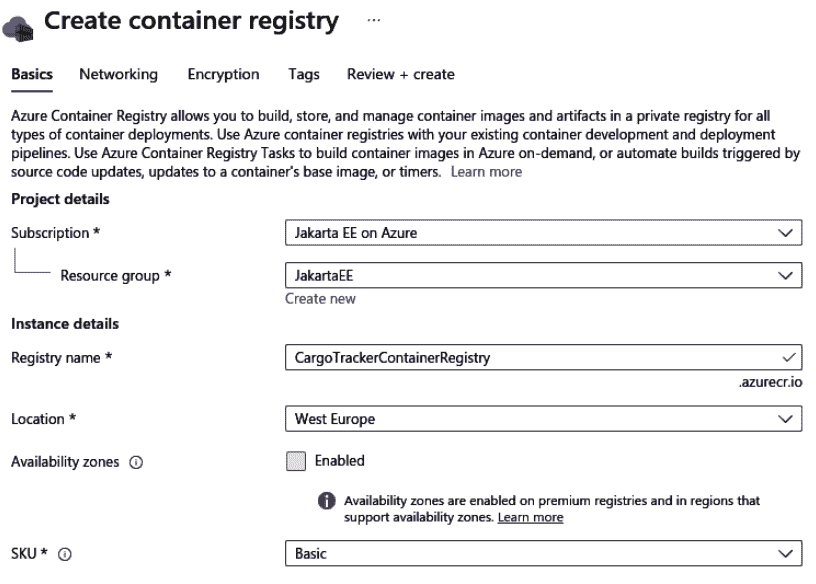 Create container registry ...
Basics Networking Encryption Tags Review + create
Azure Container Registry allows you to build, store, and manage container images and artifacts in a private registry for all
types of container deployments. Use Azure container registries with your existing container development and deployment
pipelines. Use Azure Container Registry Tasks to build container images in Azure on-demand, or automate builds triggered by
source code updates, updates to a container's base image, or timers. Learn more
Project details
Subscription * Jakarta EE on Azure
Resource group * JakartaEE
Create new
Instance details
Registry name * CargoTrackerContainerRegistry
.azurecr.io
Location * West Europe
Availability zones Enabled
Availability zones are enabled on premium registries and in regions that
support availability zones. Learn more
SKU * Basic